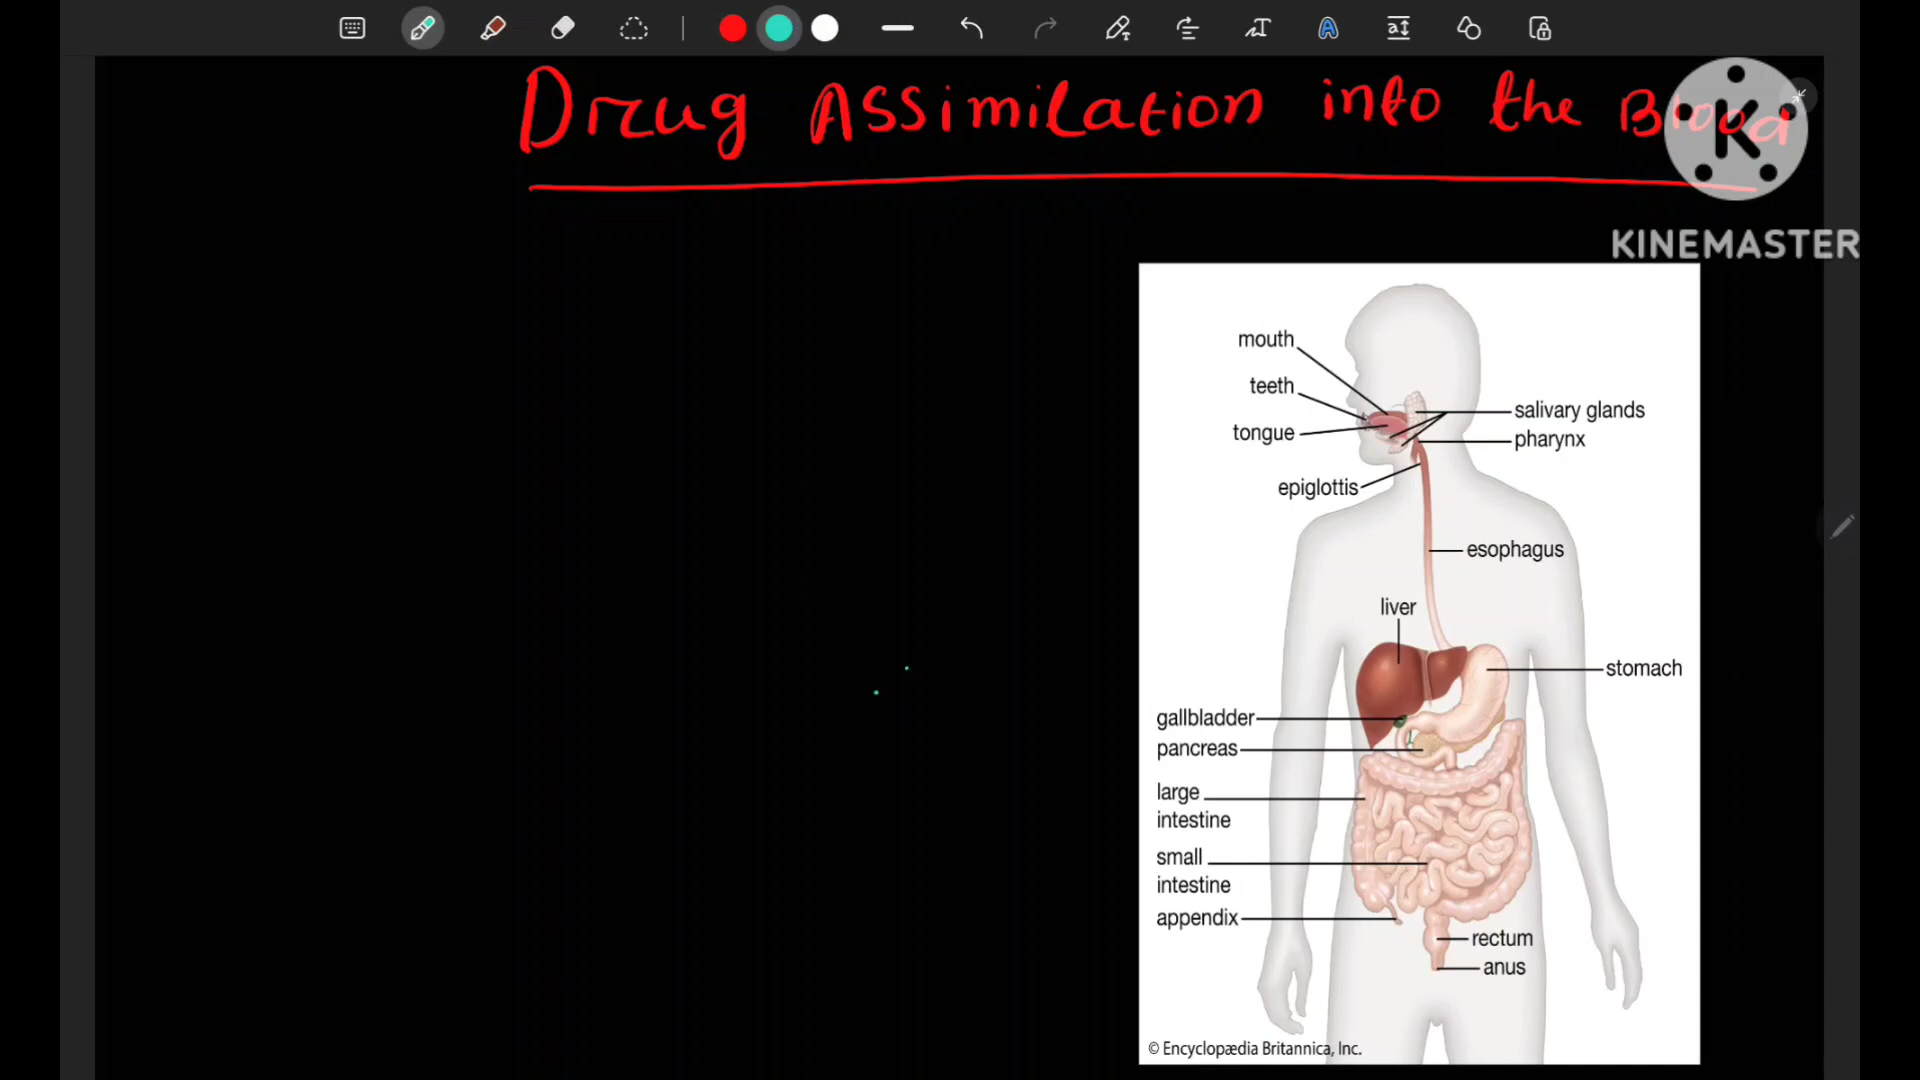 Drug Assimilation into the Blood
K
KINEMASTER
mouth
teeth
tongue
salivary glands
pharynx
epiglottis
esophagus
liver
stomach
gallbladder
pancreas
large
intestine
small
intestine
appendix
rectum
anus
© Encyclopædia Britannica, Inc.